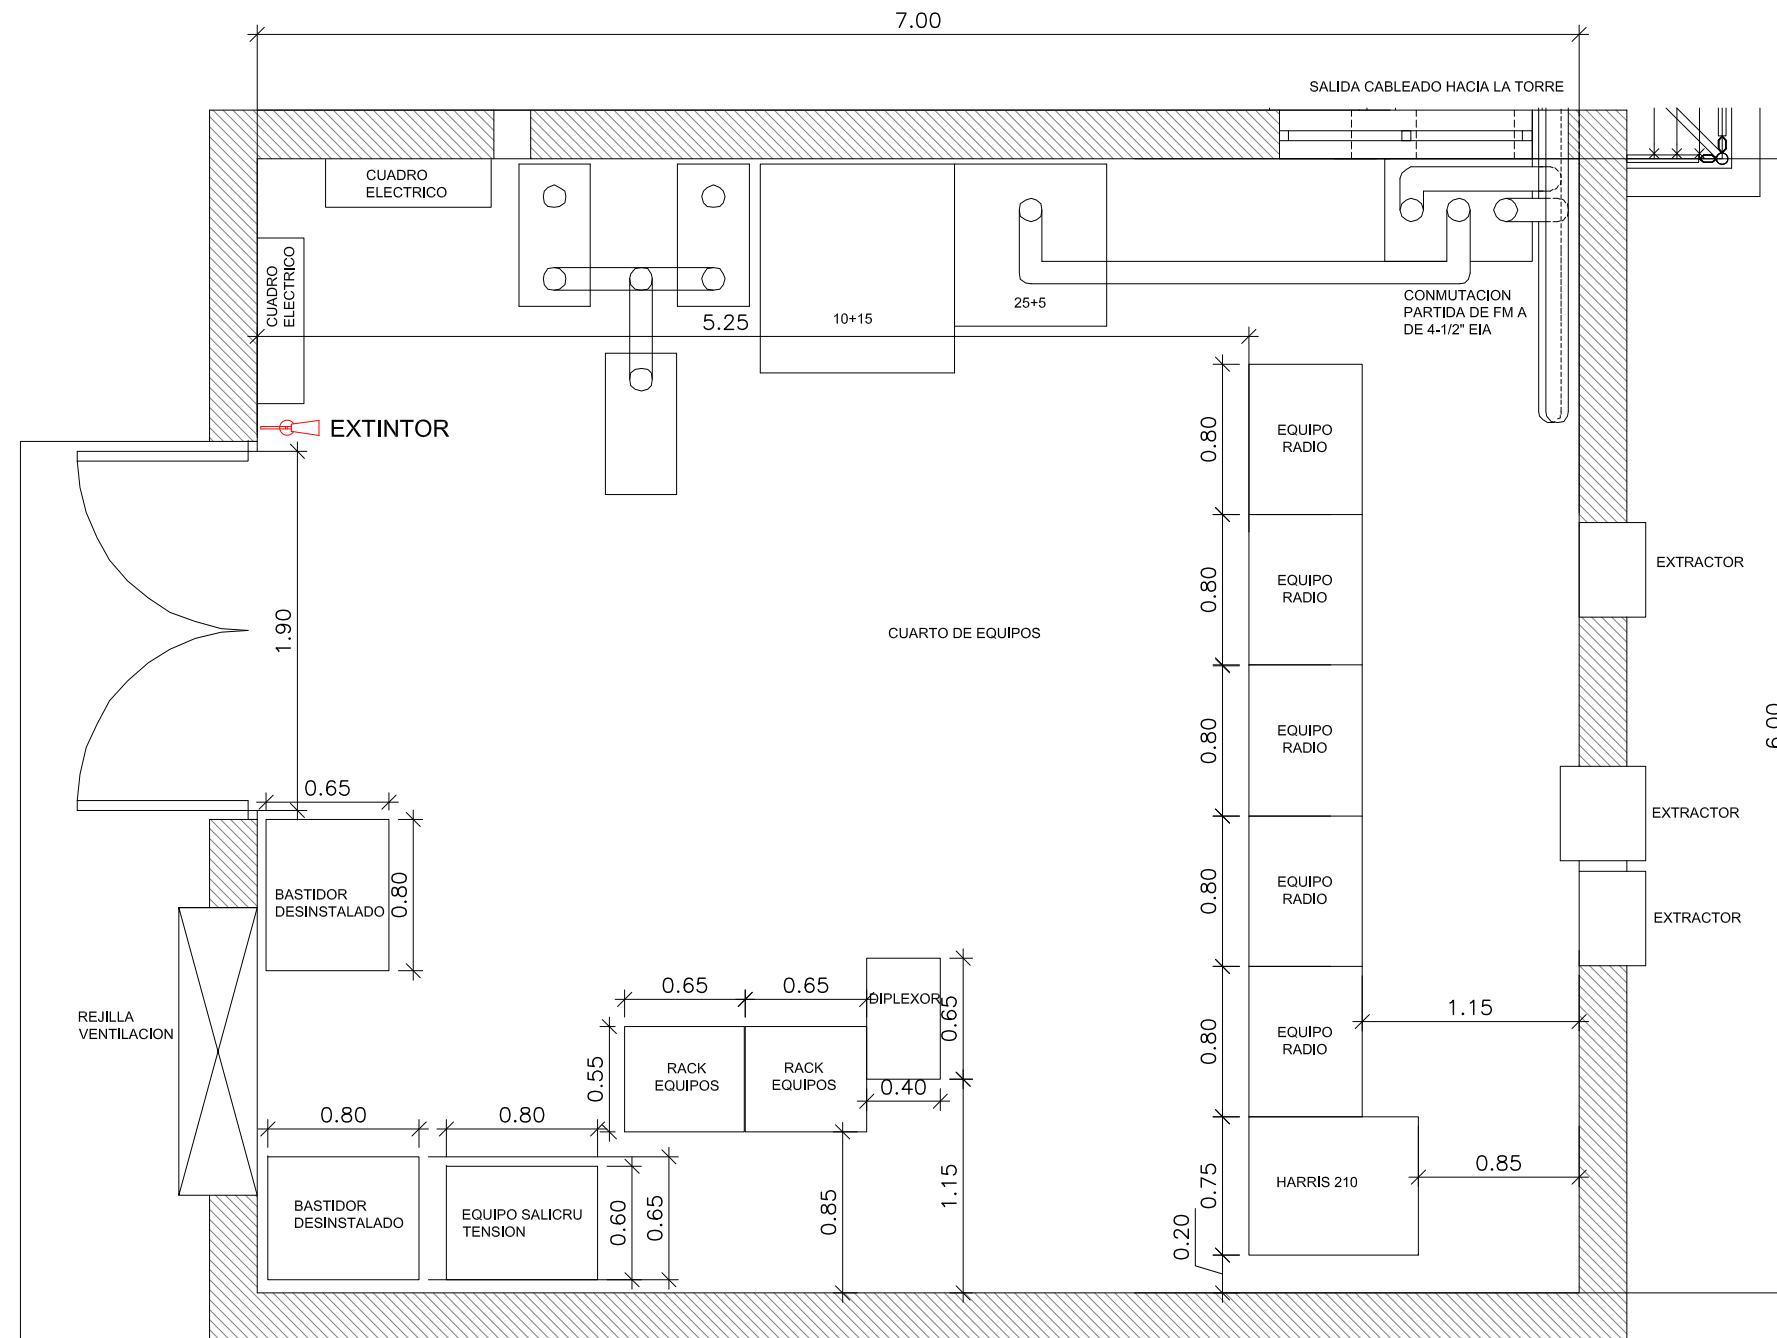 7.00
SALIDA CABLEADO HACIA LA TORRE
CUADRO
ELECTRICO
CUADRO
ELECTRICO
10+15
25+5
5.25
CONMUTACION
PARTIDA DE FM A
DE 4-1/2" EIA
EXTINTOR
0.80
EQUIPO
RADIO
EXTRACTOR
0.80
EQUIPO
RADIO
1.90
CUARTO DE EQUIPOS
6.00
0.80
EQUIPO
RADIO
0.65
EXTRACTOR
BASTIDOR
DESINSTALADO
0.80
0.80
EQUIPO
RADIO
EXTRACTOR
0.65
0.65
DIPLEXOR
0.65
1.15
REJILLA
VENTILACION
0.55
RACK
EQUIPOS
RACK
EQUIPOS
0.40
0.80
EQUIPO
RADIO
0.80
0.80
BASTIDOR
DESINSTALADO
EQUIPO SALICRU
TENSION
0.60
0.65
0.85
1.15
0.75
HARRIS 210
0.85
0.20